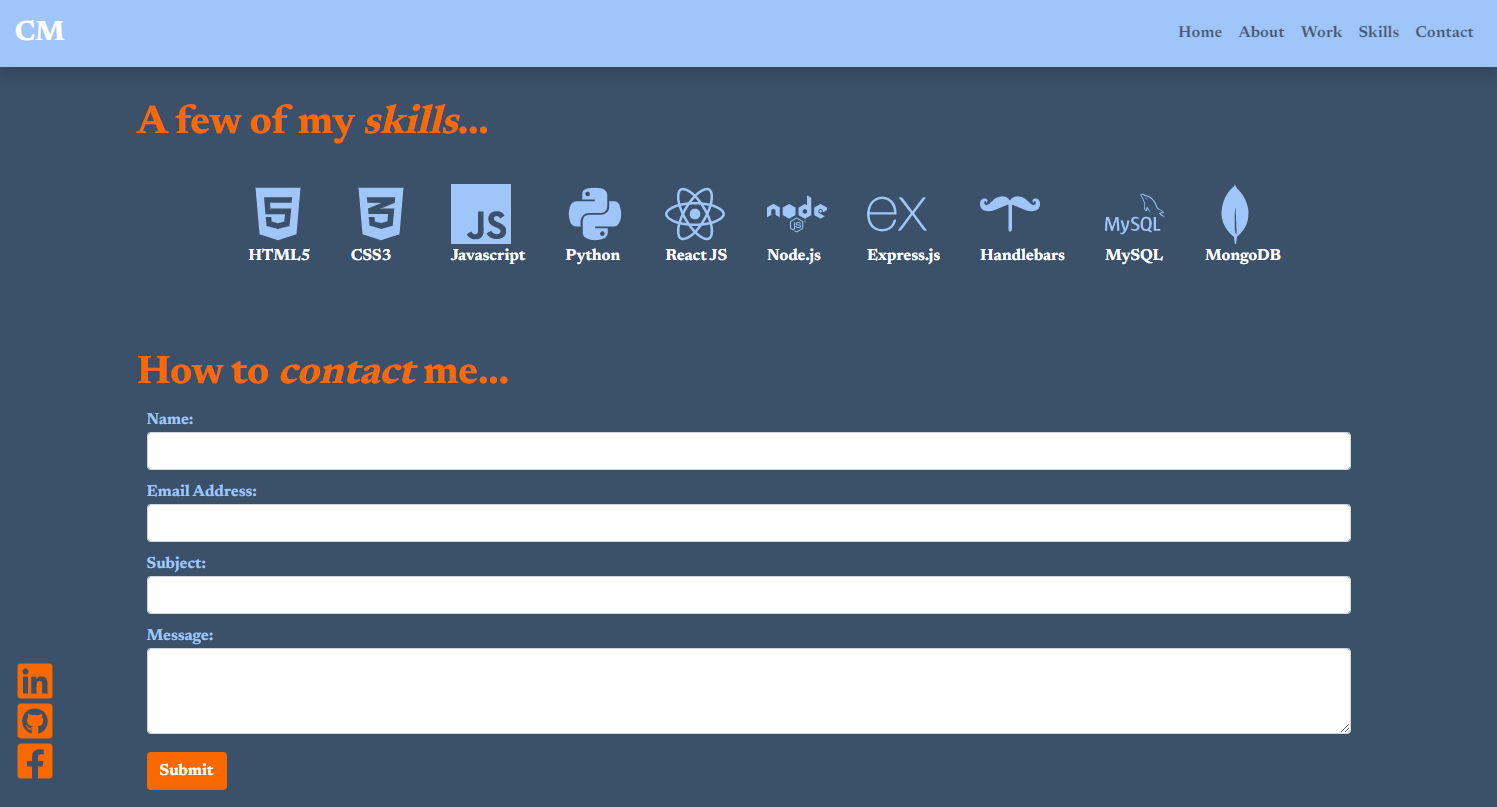 CM
Home About Work Skills Contact
A few of my skills...
5 3 JS node JS ex MySQL
HTML5 CSS3 Javascript Python React JS Node.js Express.js Handlebars MySQL MongoDB
How to contact me...
Name:
Email Address:
Subject:
Message:
in
f
Submit